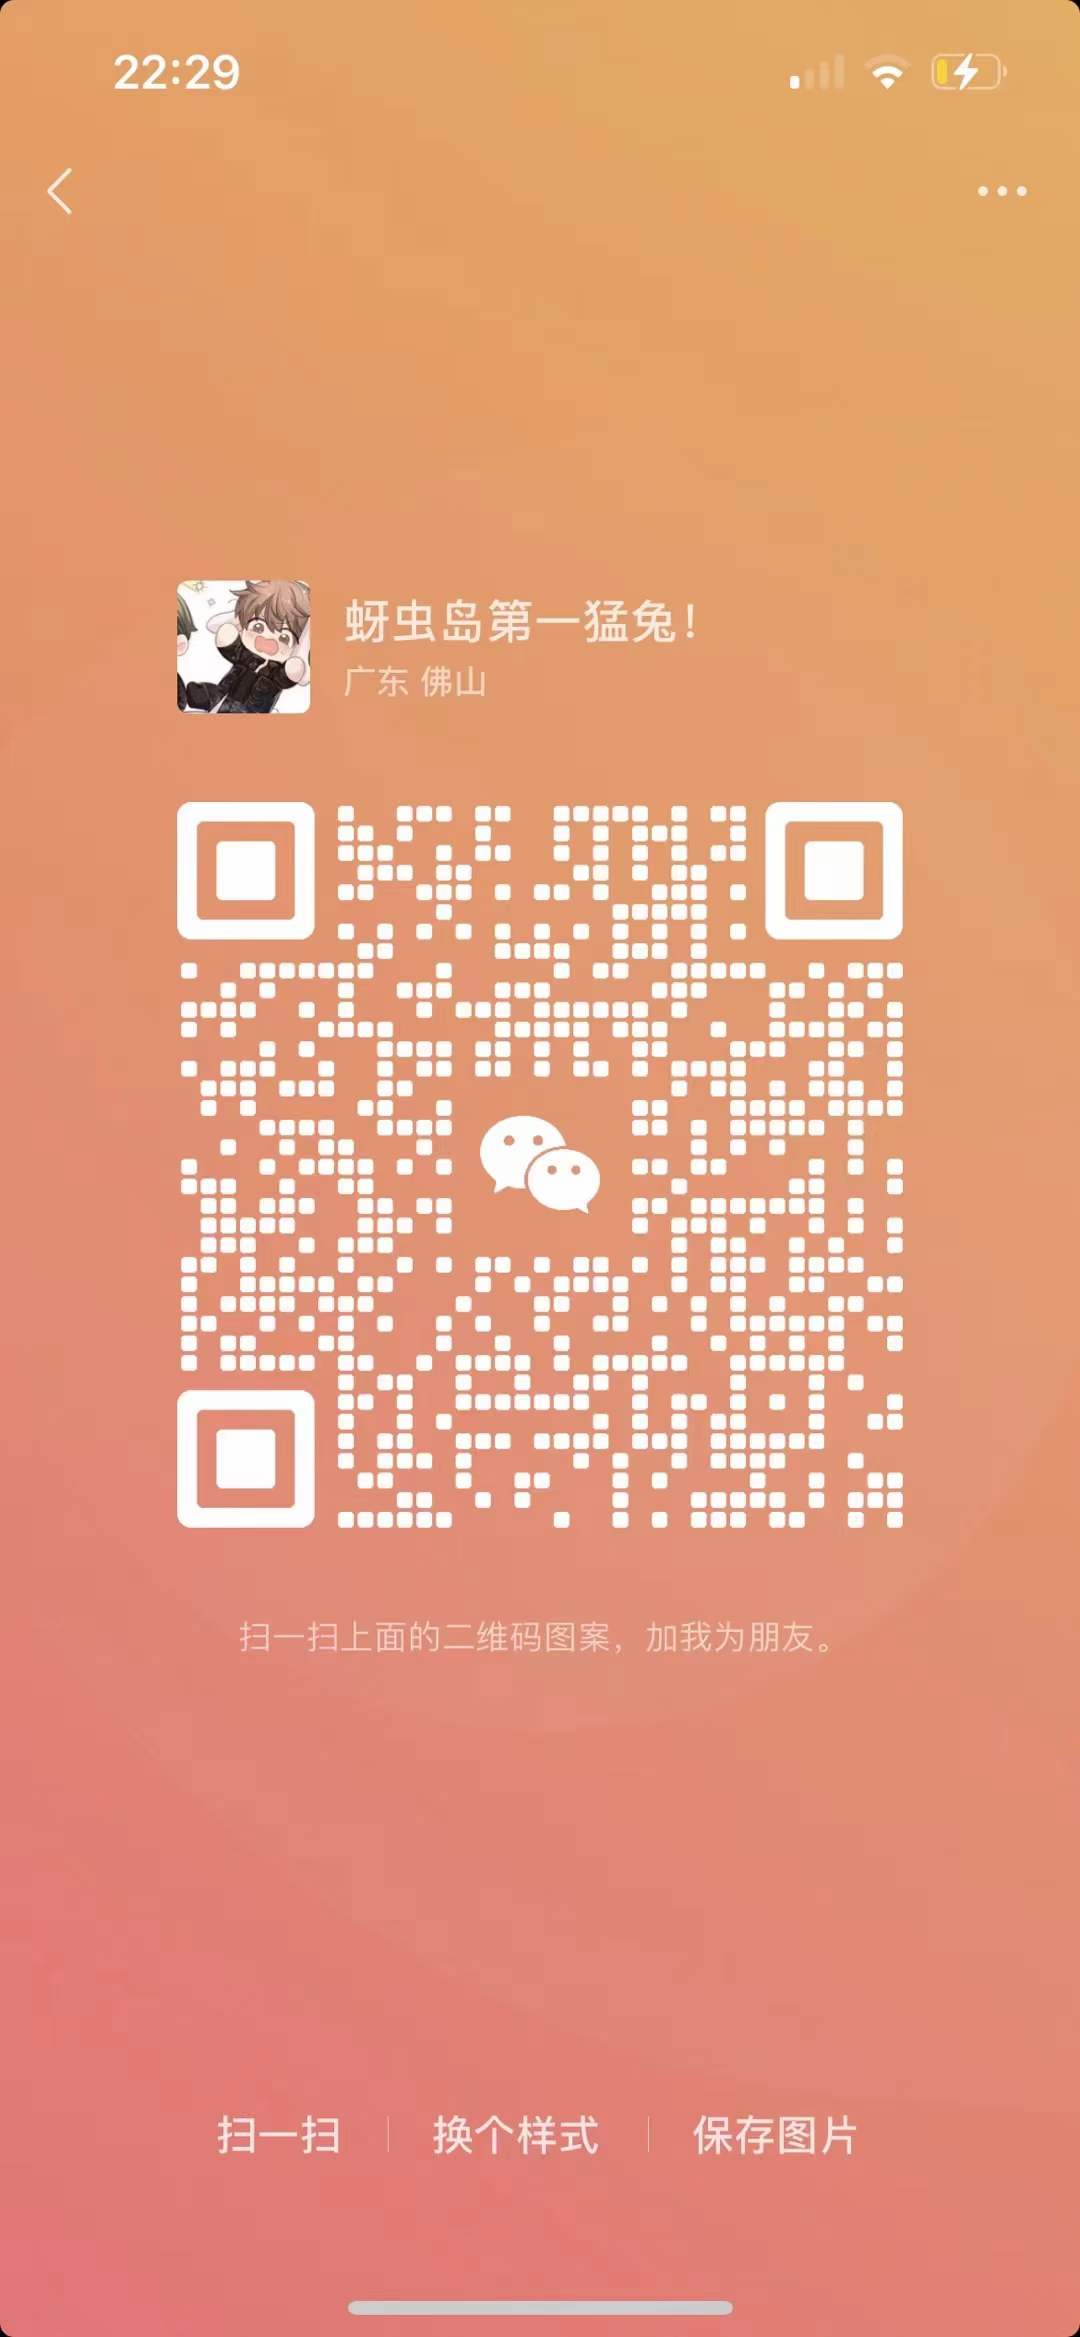 22:29
蚜虫岛第一猛兔！
广东 佛山
扫一扫上面的二维码图案，加我为朋友。
扫一扫 | 换个样式 | 保存图片